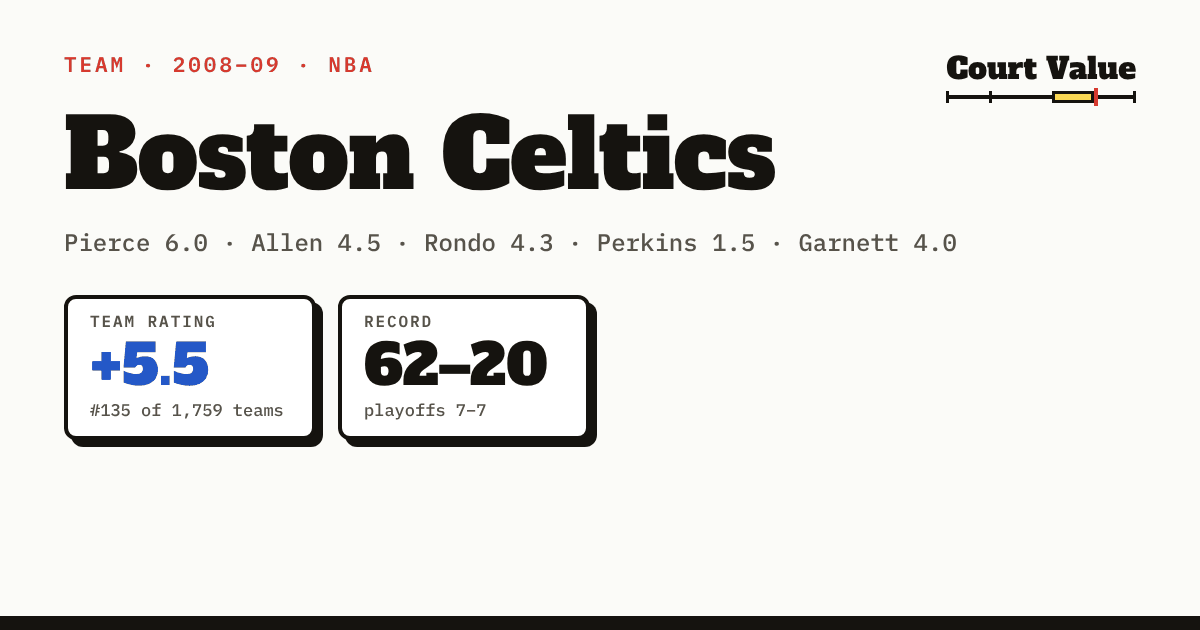 TEAM · 2008–09 · NBA
Court Value
Boston Celtics
Pierce 6.0 · Allen 4.5 · Rondo 4.3 · Perkins 1.5 · Garnett 4.0
TEAM RATING
+5.5
#135 of 1,759 teams
RECORD
62–20
playoffs 7–7